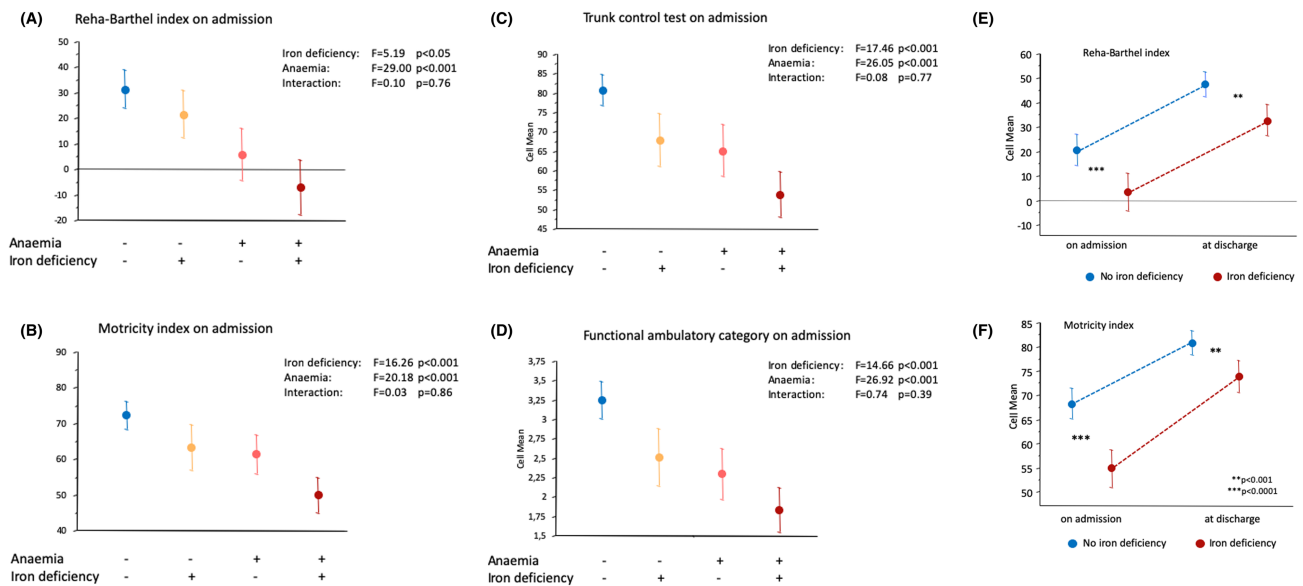 (A)
Reha-Barthel index on admission
Iron deficiency: F=5.19 p<0.05
Anaemia: F=29.00 p<0.001
Interaction: F=0.10 p=0.76
50
40
30
20
10
0
-10
-20
Anaemia - - + +
Iron deficiency - + - +
(B)
Motricity index on admission
Iron deficiency: F=16.26 p<0.001
Anaemia: F=20.18 p<0.001
Interaction: F=0.03 p=0.86
90
80
70
60
50
40
Anaemia - - + +
Iron deficiency - + - +
(C)
Trunk control test on admission
Iron deficiency: F=17.46 p<0.001
Anaemia: F=26.05 p<0.001
Interaction: F=0.08 p=0.77
Cell Mean
90
85
80
75
70
65
60
55
50
45
Anaemia - - + +
Iron deficiency - + - +
(D)
Functional ambulatory category on admission
Iron deficiency: F=14.66 p<0.001
Anaemia: F=26.92 p<0.001
Interaction: F=0.74 p=0.39
Cell Mean
3,75
3,5
3,25
3
2,75
2,5
2,25
2
1,75
1,5
Anaemia - - + +
Iron deficiency - + - +
(E)
Reha-Barthel index
Cell Mean
60
50
40
30
20
10
0
-10
**
***
on admission at discharge
No iron deficiency Iron deficiency
(F)
Motricity index
Cell Mean
85
80
75
70
65
60
55
50
**
***
**p<0.001
***p<0.0001
on admission at discharge
No iron deficiency Iron deficiency